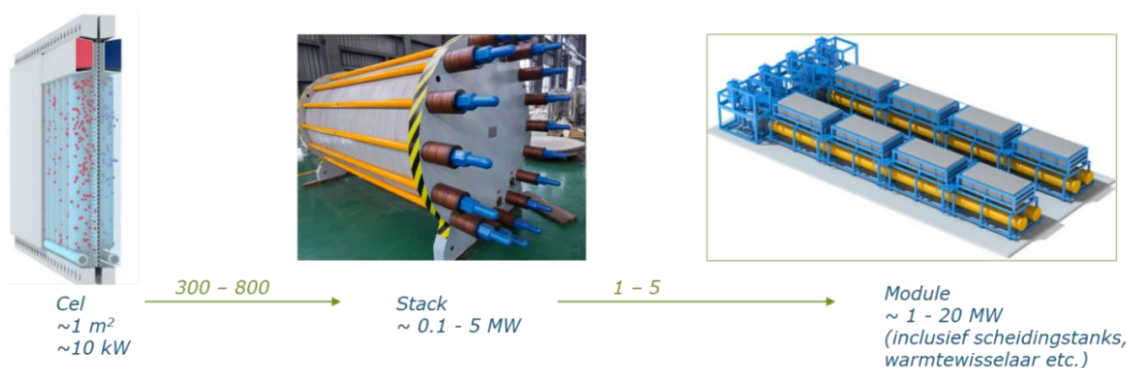 300 – 800
1 – 5
Cel
~1 m²
~10 kW
Stack
~ 0.1 - 5 MW
Module
~ 1 - 20 MW
(inclusief scheidingstanks,
warmtewisselaar etc.)